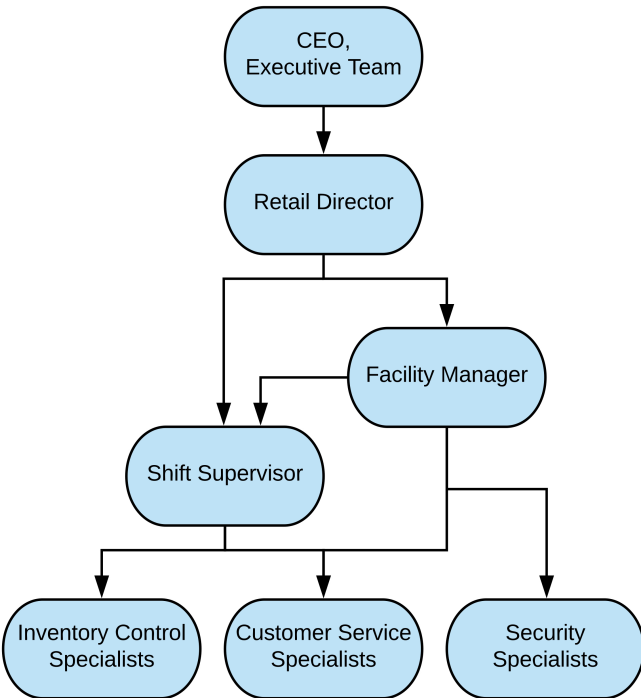 CEO,
Executive Team
Retail Director
Facility Manager
Shift Supervisor
Inventory Control
Specialists
Customer Service
Specialists
Security
Specialists